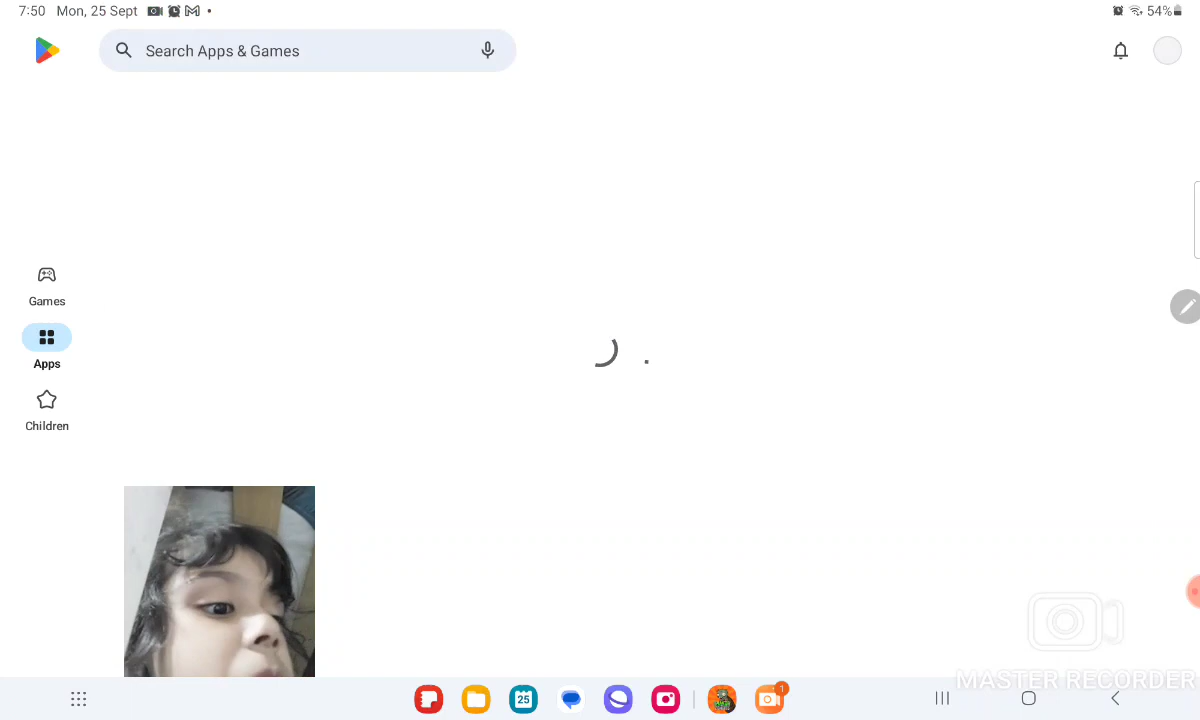 7:50 Mon, 25 Sept 54%
Search Apps & Games
Games
Apps
Children
MASTER RECORDER
25
1